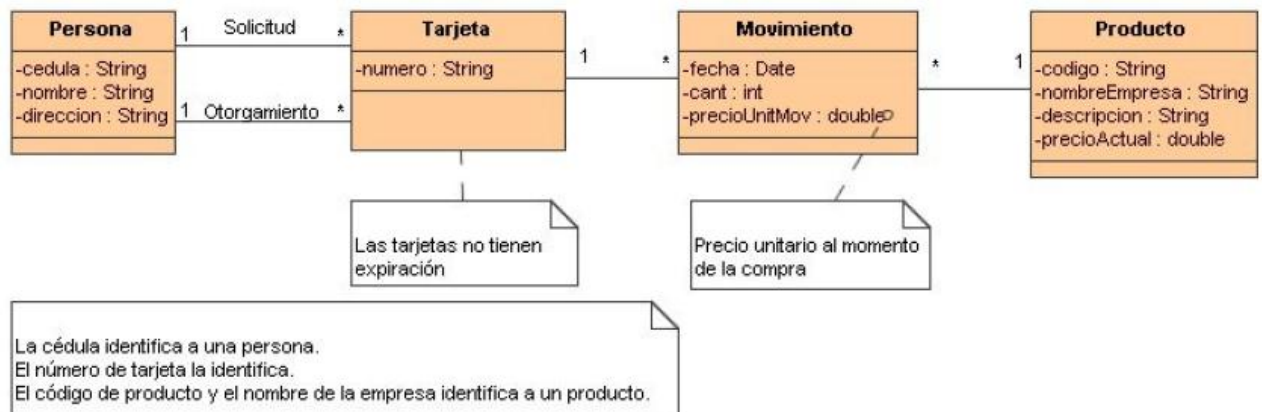 Persona
-cedula : String
-nombre : String
-direccion : String
1 Solicitud *
1 Otorgamiento *
Tarjeta
-numero : String
1 *
Movimiento
-fecha : Date
-cant : int
-precioUnitMov : double
* 1
Producto
-codigo : String
-nombreEmpresa : String
-descripcion : String
-precioActual : double
Las tarjetas no tienen
expiración
Precio unitario al momento
de la compra
La cédula identifica a una persona.
El número de tarjeta la identifica.
El código de producto y el nombre de la empresa identifica a un producto.